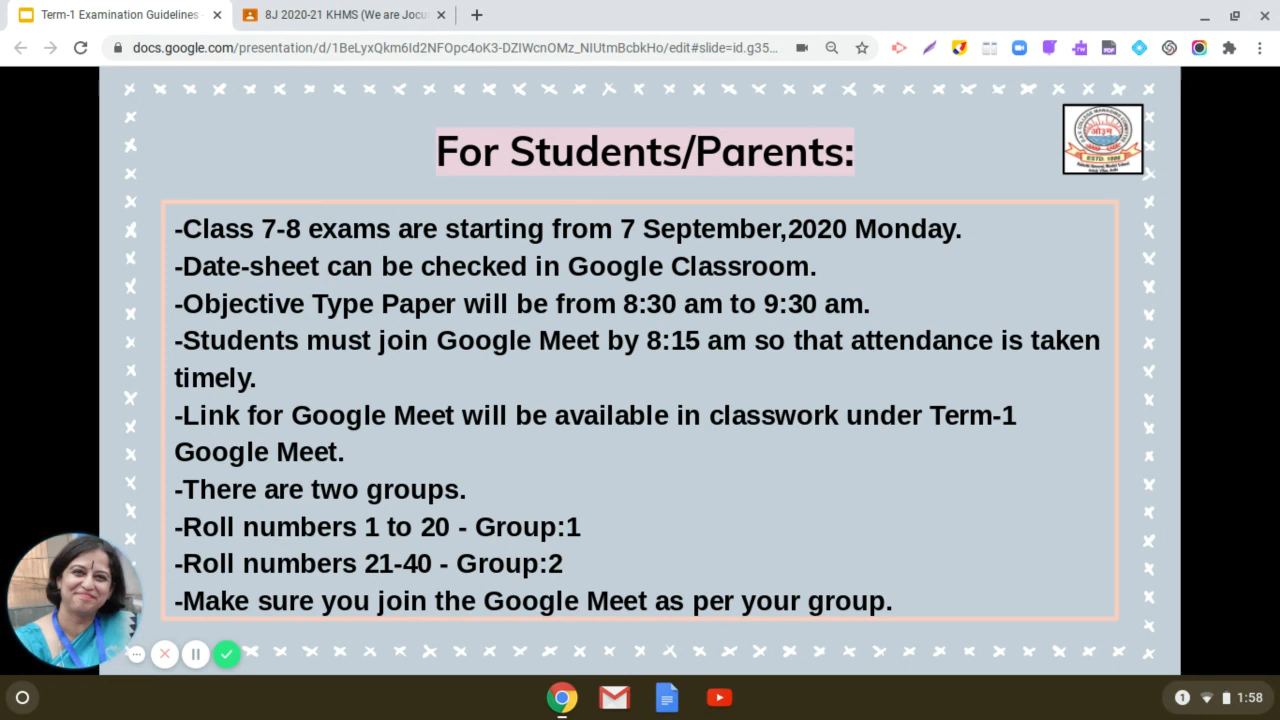 Term-1 Examination Guidelines
8J 2020-21 KHMS (We are Jocu
docs.google.com/presentation/d/1BeLyxQkm6Id2NFOpc4oK3-DZIWcnOMz_NIUtmBcbkHo/edit#slide=id.g35...
For Students/Parents:
ओ३म्
ESTD. 1886
-Class 7-8 exams are starting from 7 September,2020 Monday.
-Date-sheet can be checked in Google Classroom.
-Objective Type Paper will be from 8:30 am to 9:30 am.
-Students must join Google Meet by 8:15 am so that attendance is taken
timely.
-Link for Google Meet will be available in classwork under Term-1
Google Meet.
-There are two groups.
-Roll numbers 1 to 20 - Group:1
-Roll numbers 21-40 - Group:2
-Make sure you join the Google Meet as per your group.
1 1:58